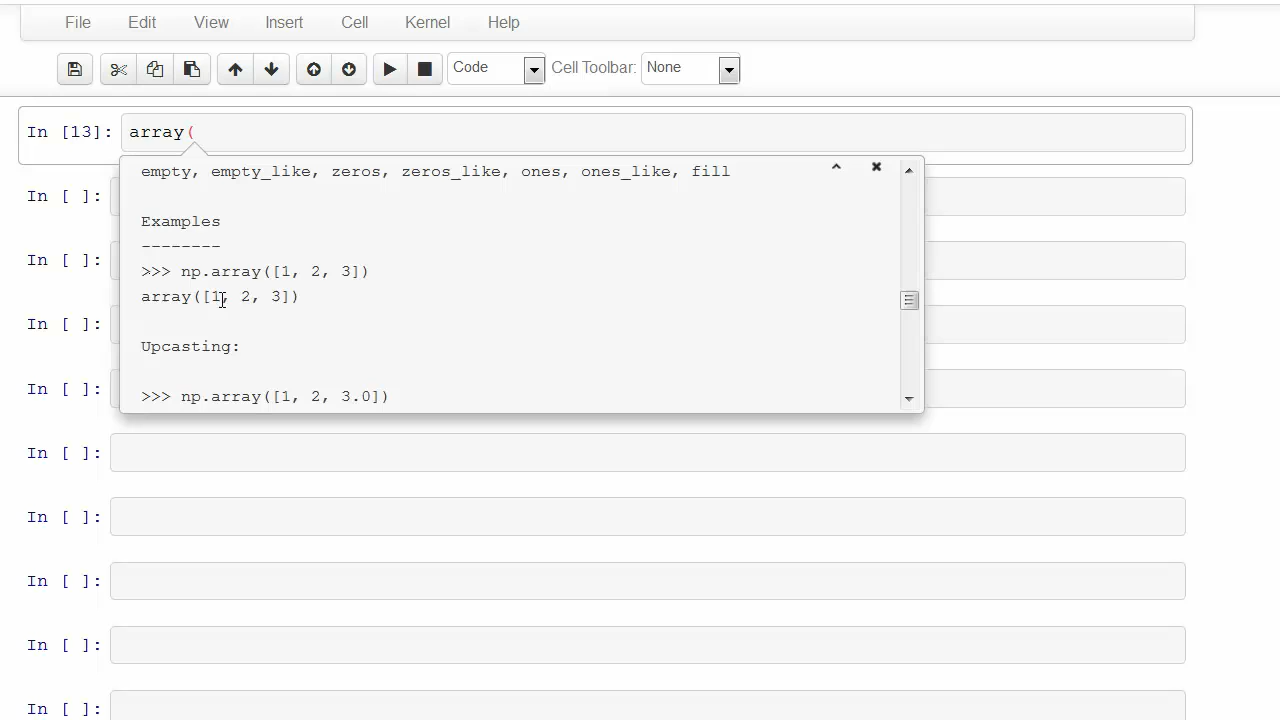 File Edit View Insert Cell Kernel Help
Code Cell Toolbar: None
In [13]: array(
empty, empty_like, zeros, zeros_like, ones, ones_like, fill
In [ ]:
Examples
--------
In [ ]:
>>> np.array([1, 2, 3])
array([1, 2, 3])
In [ ]:
Upcasting:
In [ ]:
>>> np.array([1, 2, 3.0])
In [ ]:
In [ ]:
In [ ]:
In [ ]:
In [ ]: